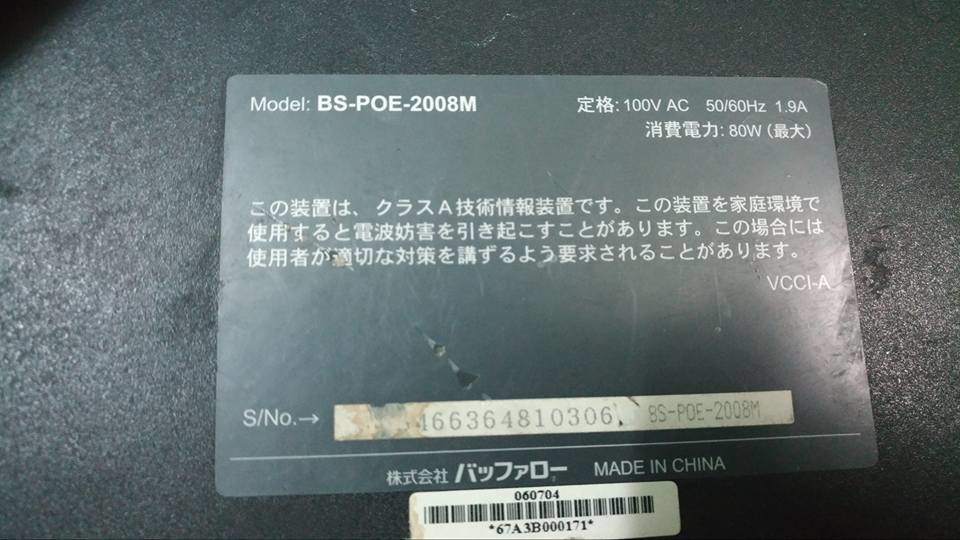 Model: BS-POE-2008M
定格: 100V AC 50/60Hz 1.9A
消費電力: 80W (最大)
この装置は、クラスA技術情報装置です。この装置を家庭環境で
使用すると電波妨害を引き起こすことがあります。この場合には
使用者が適切な対策を講ずるよう要求されることがあります。
VCCI-A
S/No.→ 466364810306 BS-POE-2008M
株式会社 バッファロー MADE IN CHINA
060704
*67A3B000171*